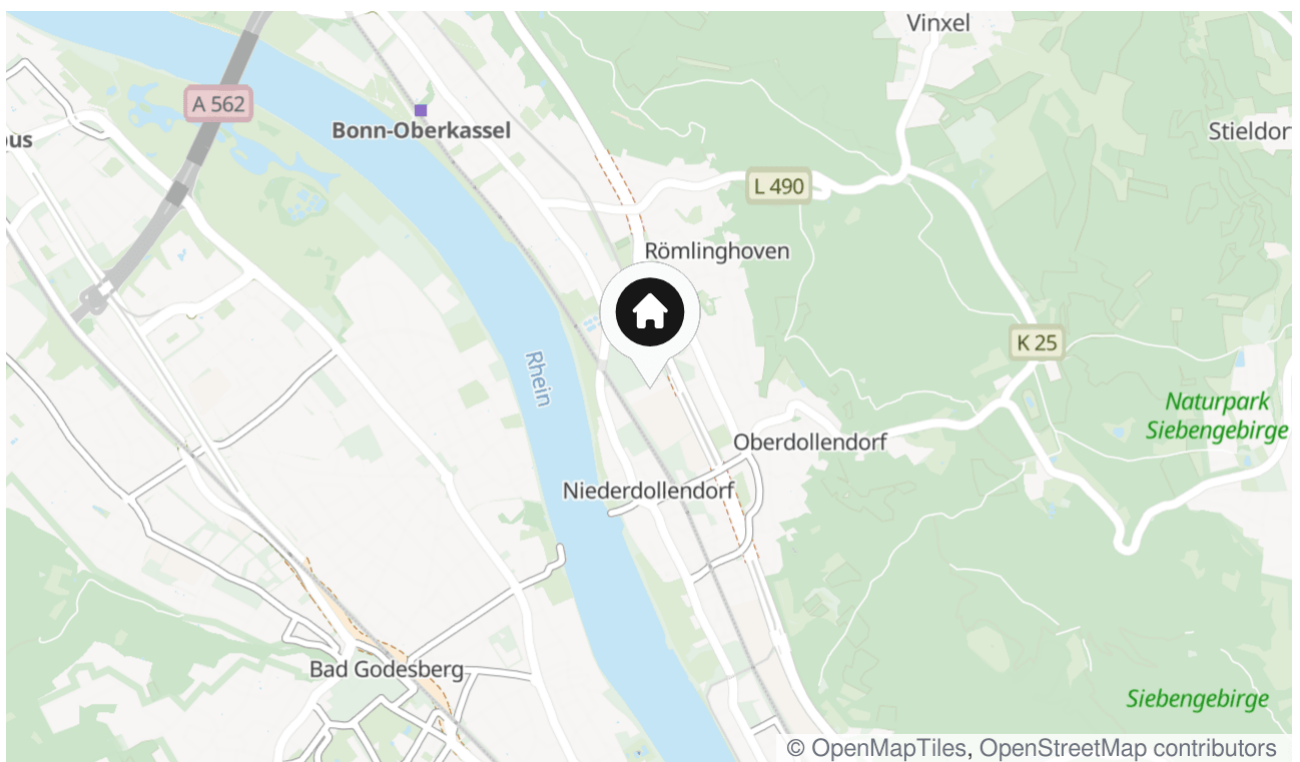 Vinxel
A 562
Bonn-Oberkassel
Stieldor
L 490
Römlinghoven
K 25
Rhein
Naturpark
Siebengebirge
Oberdollendorf
Niederdollendorf
Bad Godesberg
Siebengebirge
© OpenMapTiles, OpenStreetMap contributors